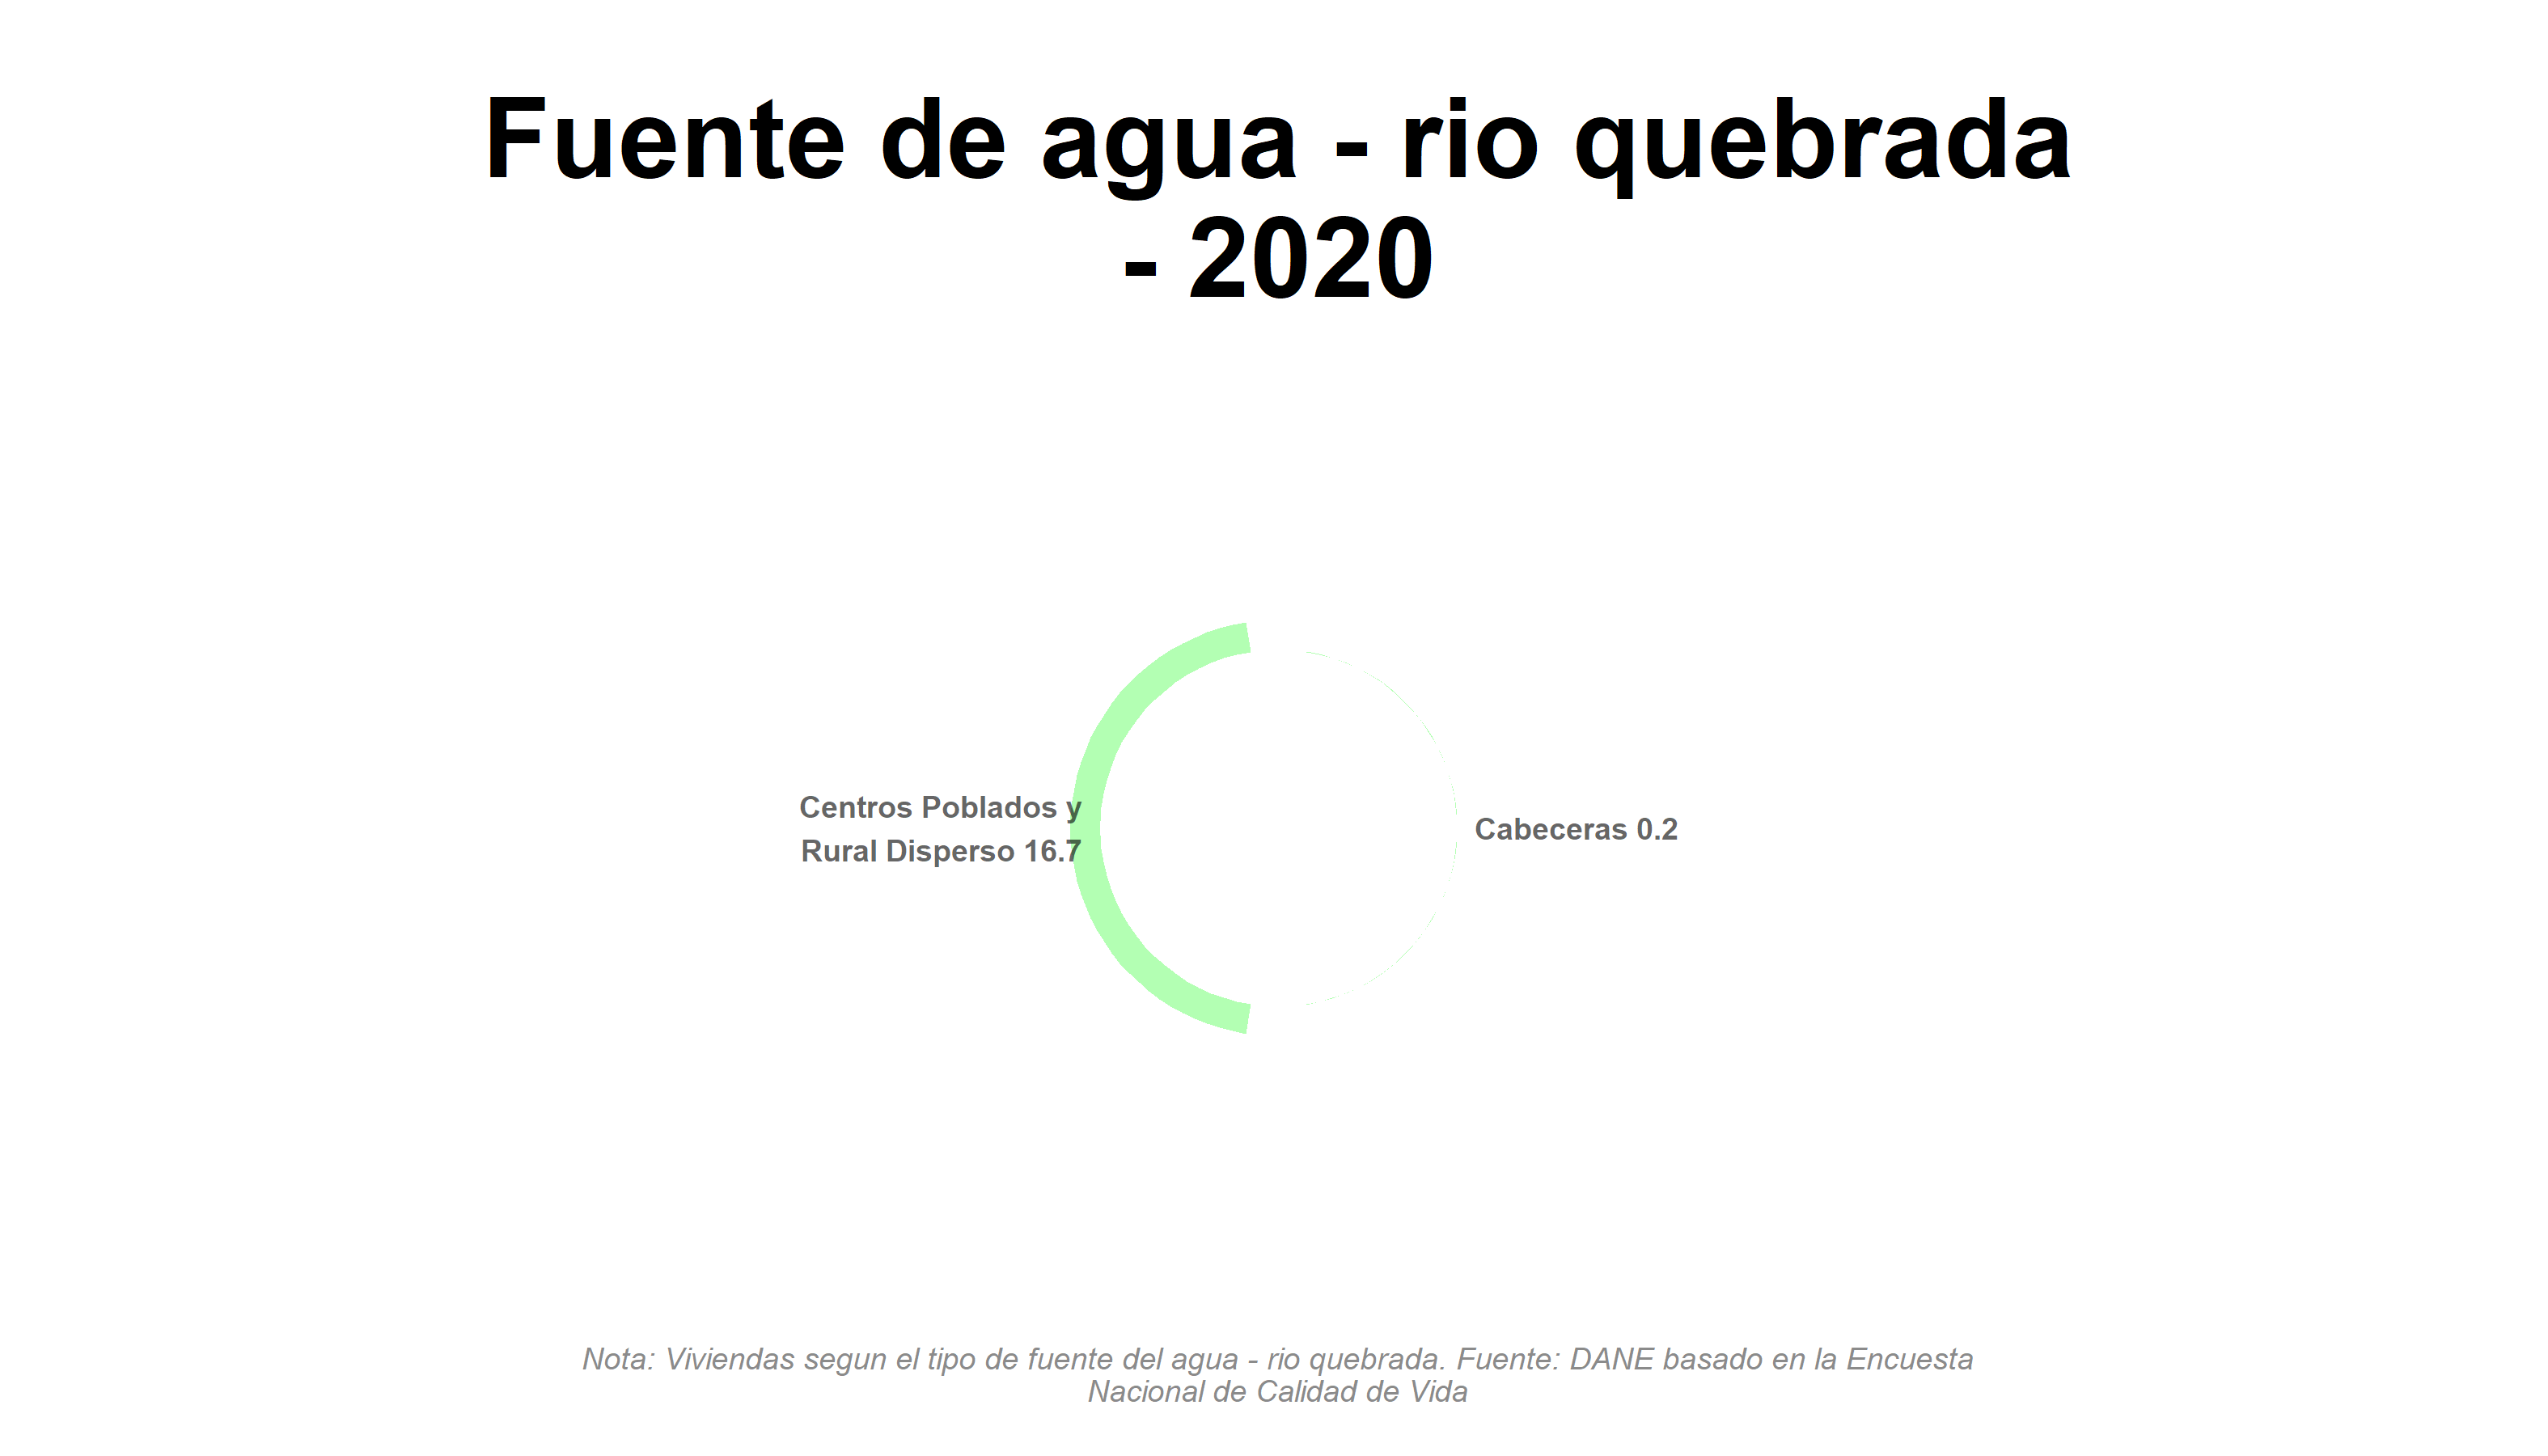 Fuente de agua - rio quebrada
- 2020
Centros Poblados y
Rural Disperso 16.7
Cabeceras 0.2
Nota: Viviendas segun el tipo de fuente del agua - rio quebrada. Fuente: DANE basado en la Encuesta
Nacional de Calidad de Vida